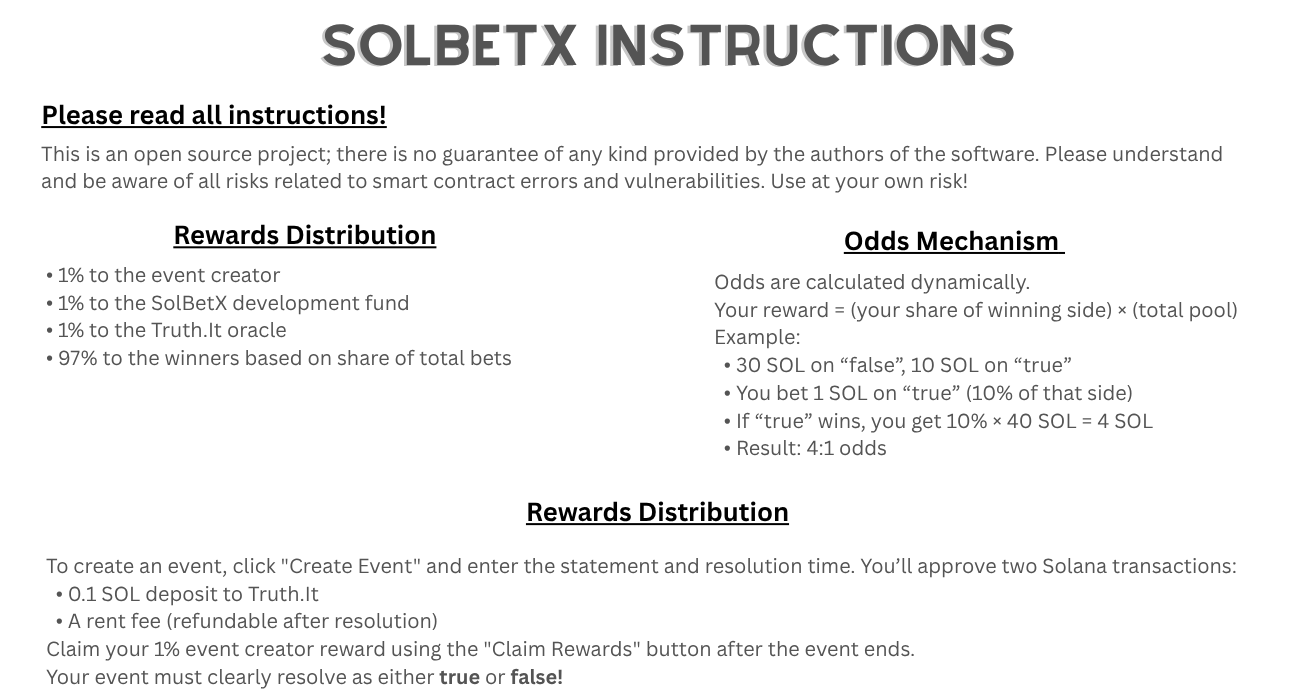 SOLBETX INSTRUCTIONS
Please read all instructions!
This is an open source project; there is no guarantee of any kind provided by the authors of the software. Please understand
and be aware of all risks related to smart contract errors and vulnerabilities. Use at your own risk!
Rewards Distribution
• 1% to the event creator
• 1% to the SolBetX development fund
• 1% to the Truth.It oracle
• 97% to the winners based on share of total bets
Odds Mechanism
Odds are calculated dynamically.
Your reward = (your share of winning side) × (total pool)
Example:
• 30 SOL on “false”, 10 SOL on “true”
• You bet 1 SOL on “true” (10% of that side)
• If “true” wins, you get 10% × 40 SOL = 4 SOL
• Result: 4:1 odds
Rewards Distribution
To create an event, click "Create Event" and enter the statement and resolution time. You’ll approve two Solana transactions:
• 0.1 SOL deposit to Truth.It
• A rent fee (refundable after resolution)
Claim your 1% event creator reward using the "Claim Rewards" button after the event ends.
Your event must clearly resolve as either true or false!